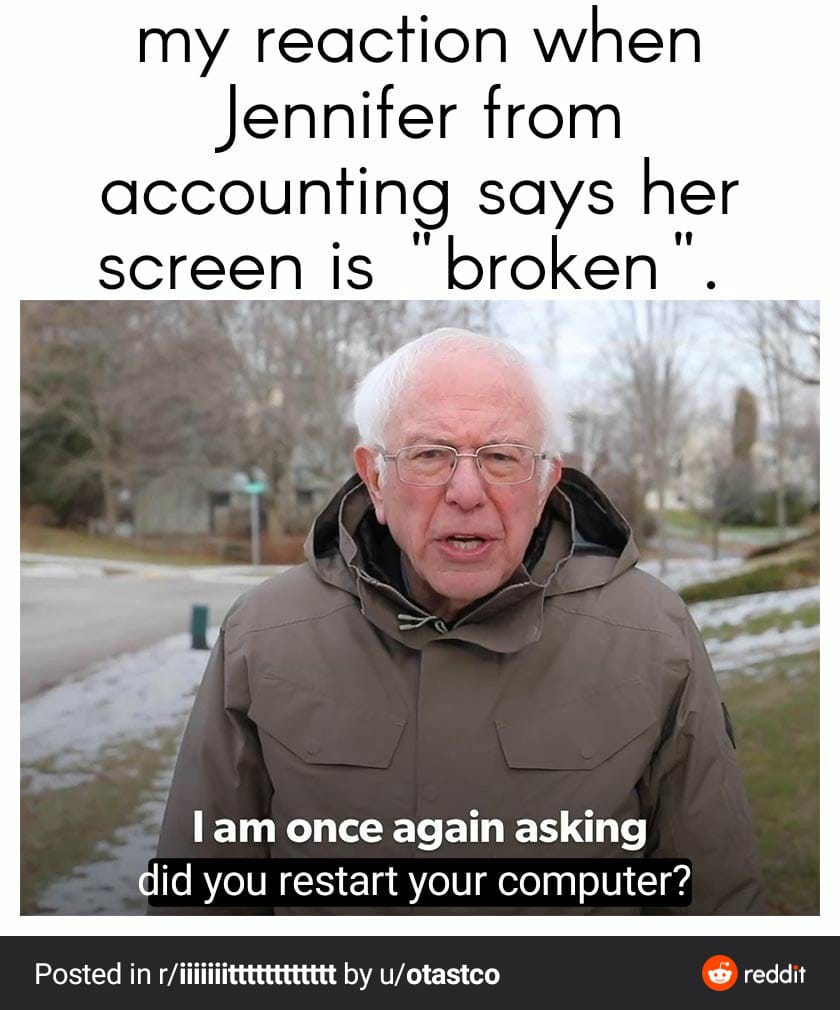 my reaction when
Jennifer from
accounting says her
screen is "broken".
I am once again asking
did you restart your computer?
Posted in r/iiiiiiitttttttttttt by u/otastco
reddit